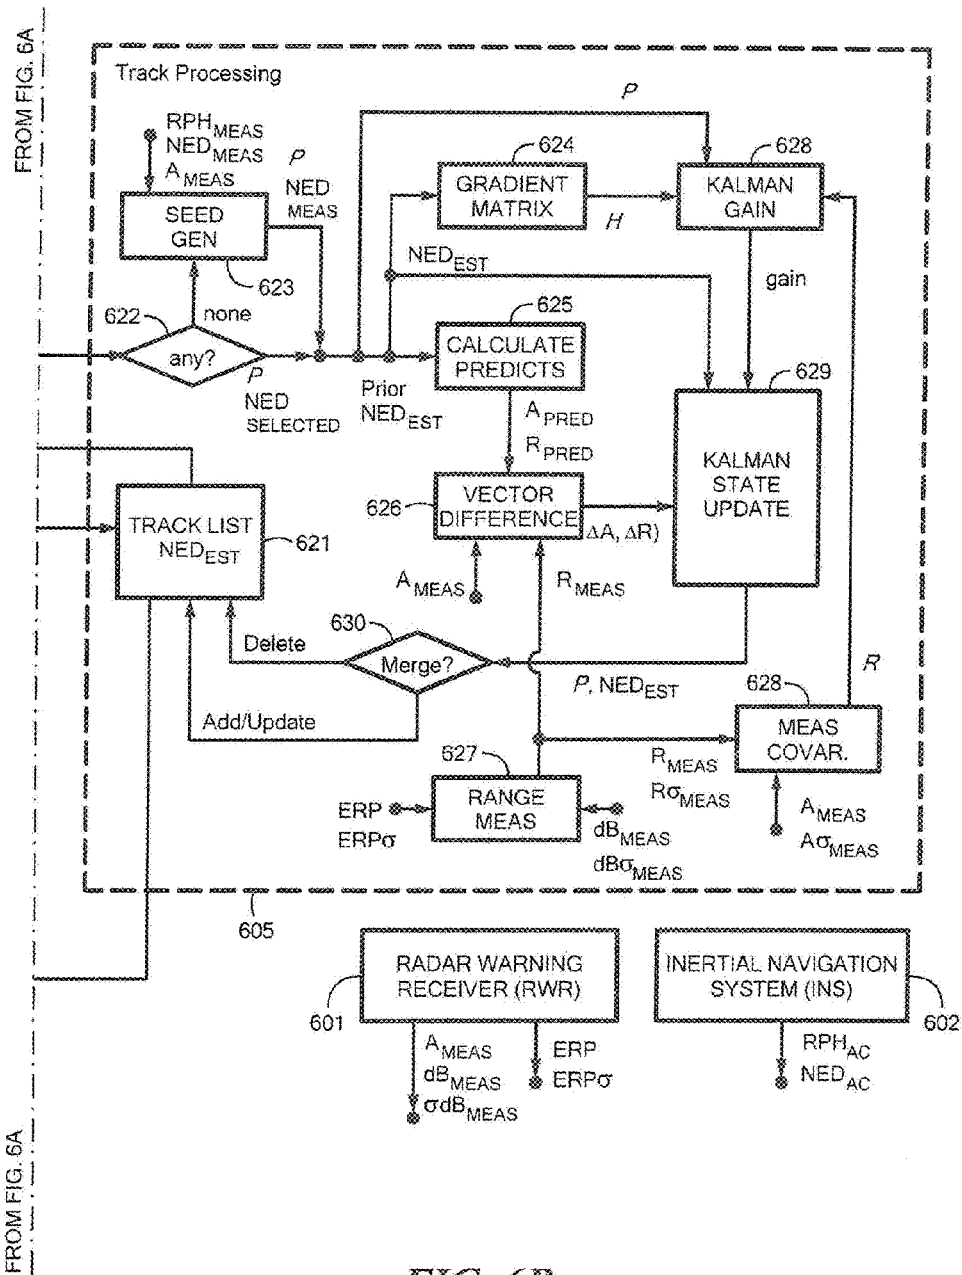 FROM FIG. 6A
Track Processing
RPH MEAS
NED MEAS
A MEAS
P
NED
MEAS
SEED
GEN
623
622
none
any?
P
NED
SELECTED
Prior
NED EST
P
624
GRADIENT
MATRIX
H
628
KALMAN
GAIN
NED EST
gain
625
CALCULATE
PREDICTS
A PRED
R PRED
629
KALMAN
STATE
UPDATE
626
VECTOR
DIFFERENCE
ΔA, ΔR)
TRACK LIST
NED EST
621
A MEAS
R MEAS
630
Delete
Merge?
P, NED EST
R
Add/Update
628
MEAS
COVAR.
627
RANGE
MEAS
R MEAS
Rσ MEAS
ERP
ERPσ
dB MEAS
dBσ MEAS
A MEAS
Aσ MEAS
605
RADAR WARNING
RECEIVER (RWR)
601
INERTIAL NAVIGATION
SYSTEM (INS)
602
A MEAS
dB MEAS
σdB MEAS
ERP
ERPσ
RPH AC
NED AC
FROM FIG. 6A